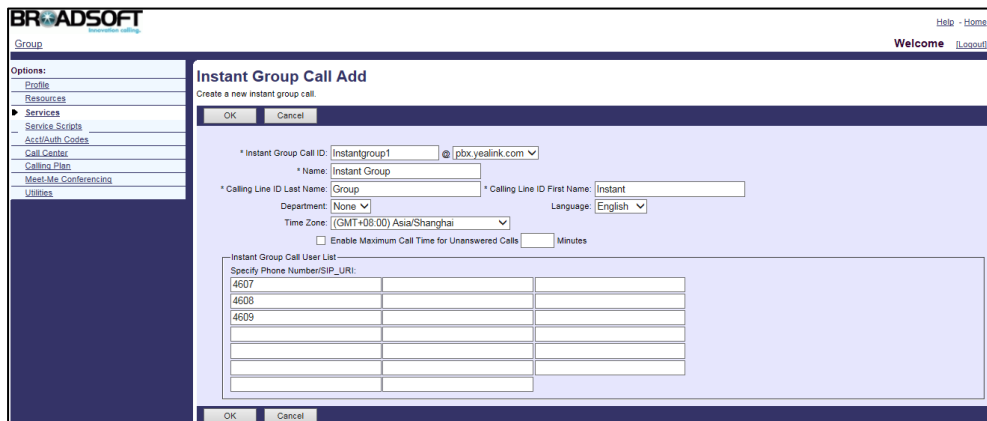 BROADSOFT
innovation calling.
Help - Home
Group
Welcome [Logout]
Options:
Profile
Resources
Services
Service Scripts
Acct/Auth Codes
Call Center
Calling Plan
Meet-Me Conferencing
Utilities
Instant Group Call Add
Create a new instant group call.
OK Cancel
* Instant Group Call ID: Instantgroup1 @ pbx.yealink.com
* Name: Instant Group
* Calling Line ID Last Name: Group * Calling Line ID First Name: Instant
Department: None Language: English
Time Zone: (GMT+08:00) Asia/Shanghai
Enable Maximum Call Time for Unanswered Calls Minutes
Instant Group Call User List
Specify Phone Number/SIP_URI:
4607
4608
4609
OK Cancel